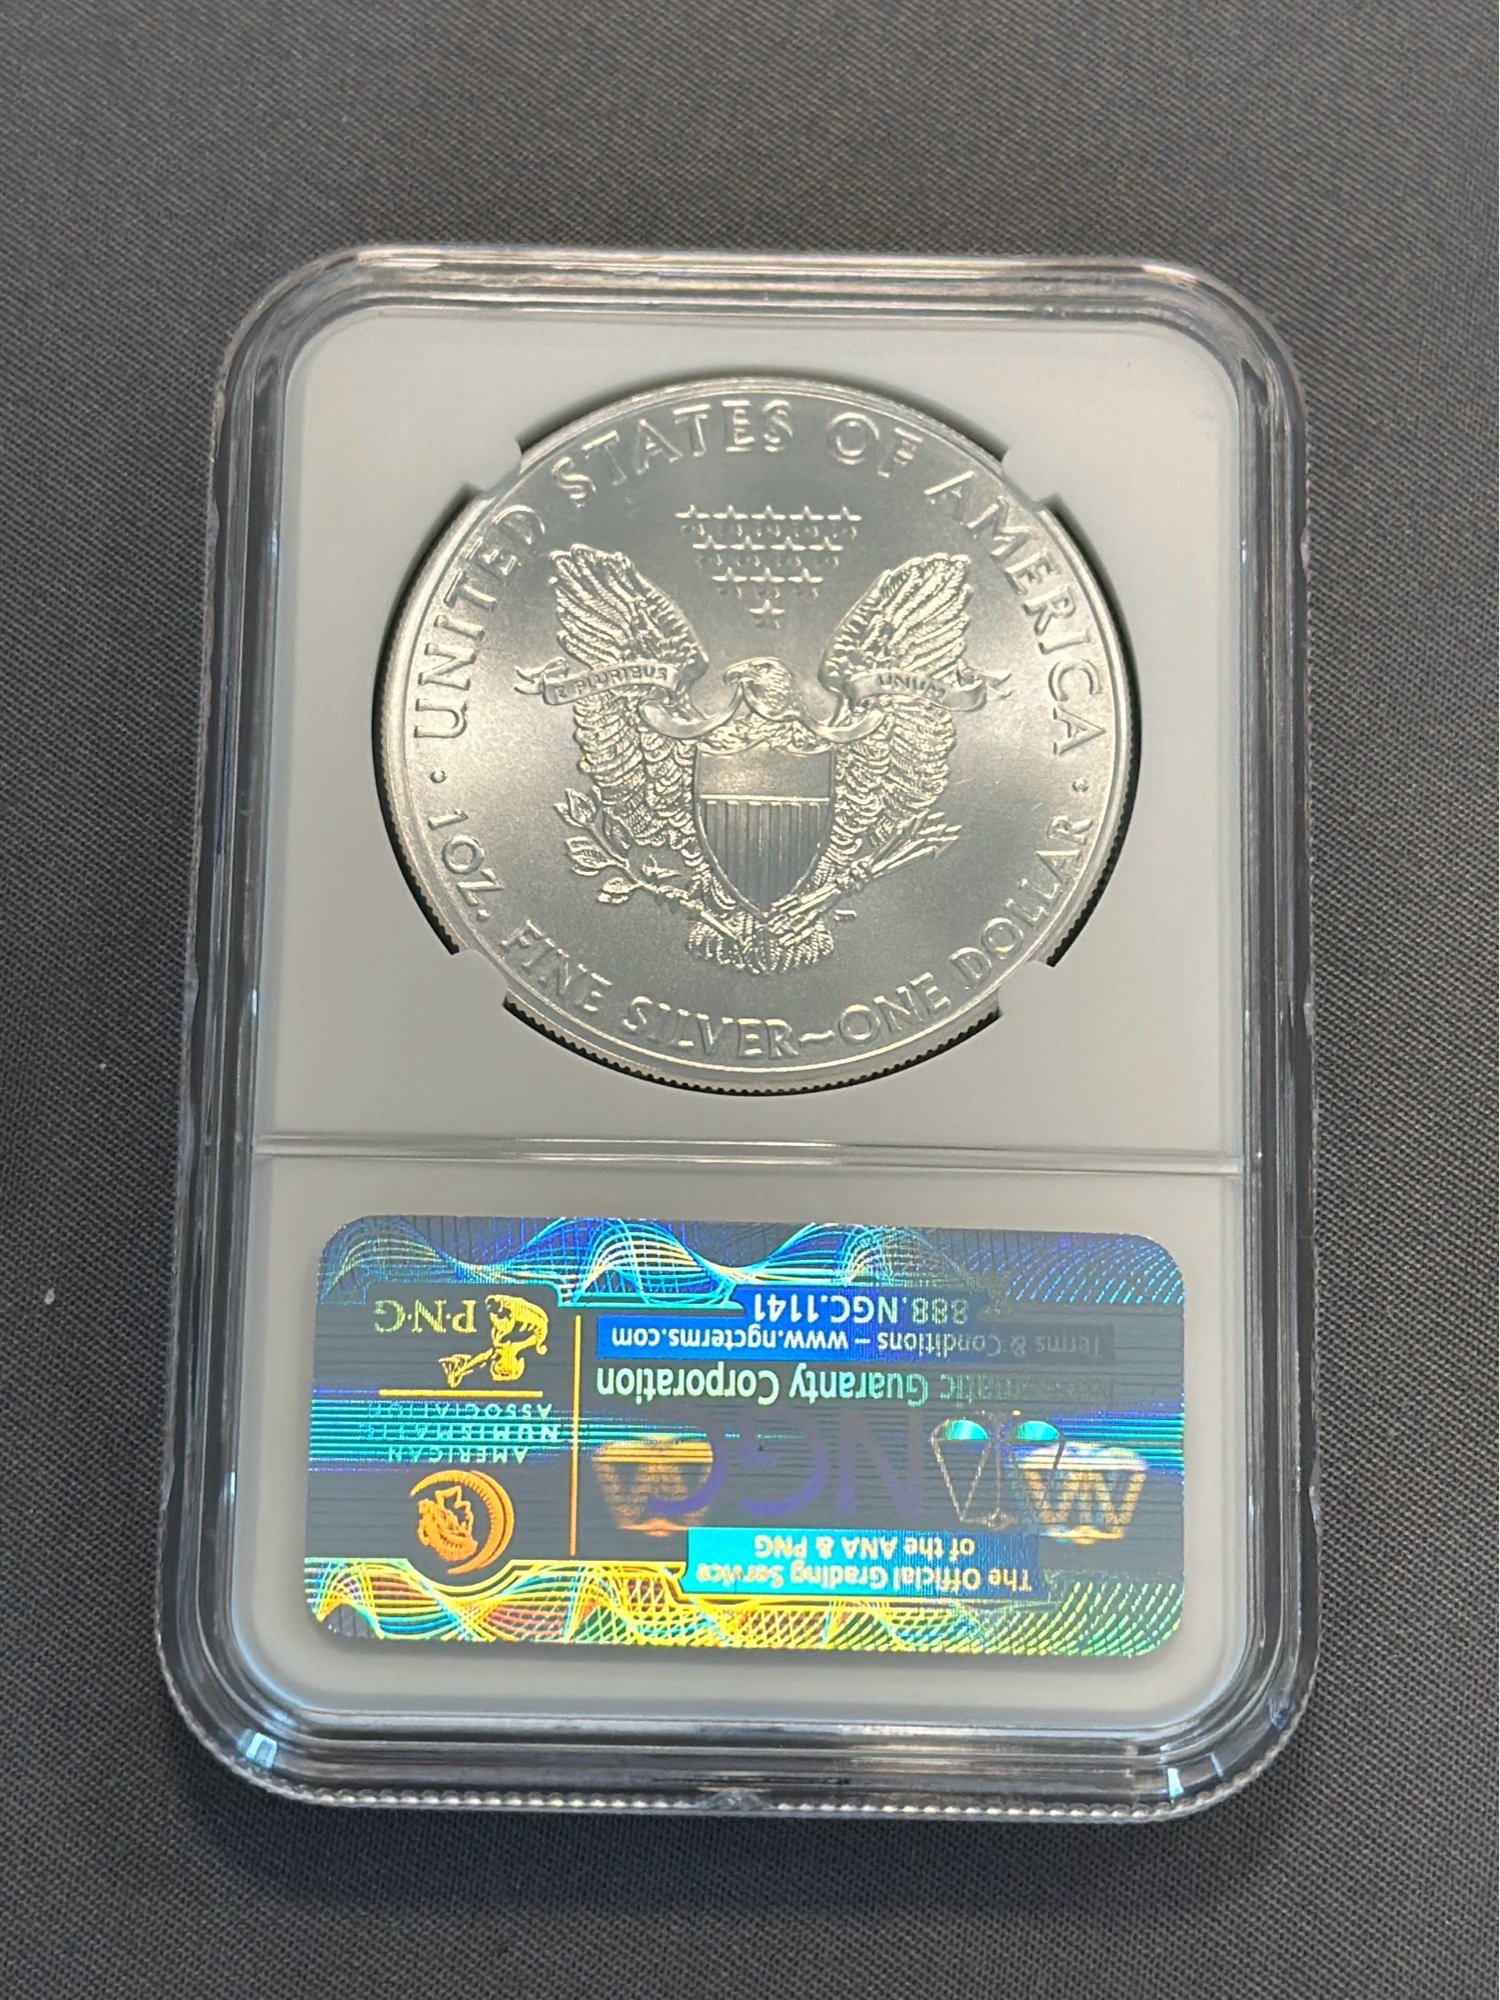 UNITED STATES OF AMERICA
E PLURIBUS
UNUM
1 OZ. FINE SILVER~ONE DOLLAR
The Official Grading Service
of the ANA & PNG
NGC
Guaranty Corporation
Terms & Conditions – www.ngcterms.com
888.NGC.1141
AMERICAN
NUMISMATIC
ASSOCIATION
P·N·G